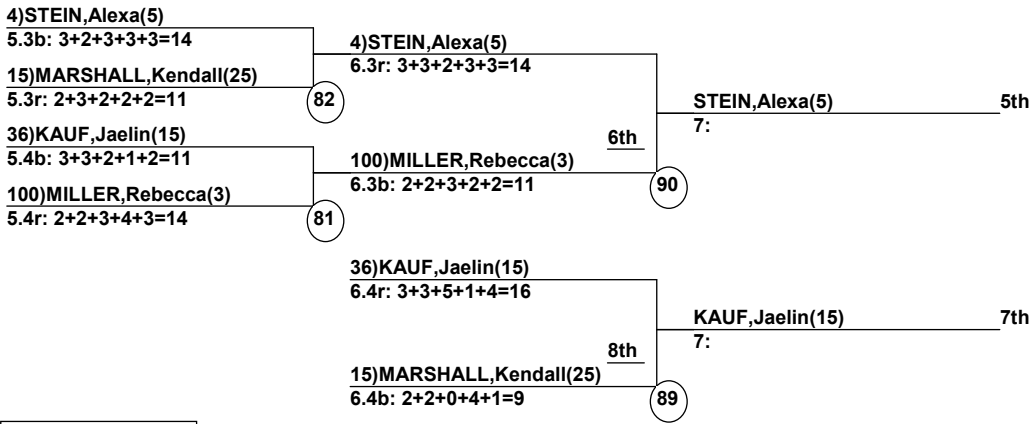 4)STEIN,Alexa(5)
5.3b: 3+2+3+3+3=14
15)MARSHALL,Kendall(25)
5.3r: 2+3+2+2+2=11
82
36)KAUF,Jaelin(15)
5.4b: 3+3+2+1+2=11
100)MILLER,Rebecca(3)
5.4r: 2+2+3+4+3=14
81
4)STEIN,Alexa(5)
6.3r: 3+3+2+3+3=14
6th
100)MILLER,Rebecca(3)
6.3b: 2+2+3+2+2=11
90
STEIN,Alexa(5) 5th
7:
36)KAUF,Jaelin(15)
6.4r: 3+3+5+1+4=16
8th
15)MARSHALL,Kendall(25)
6.4b: 2+2+0+4+1=9
89
KAUF,Jaelin(15) 7th
7: